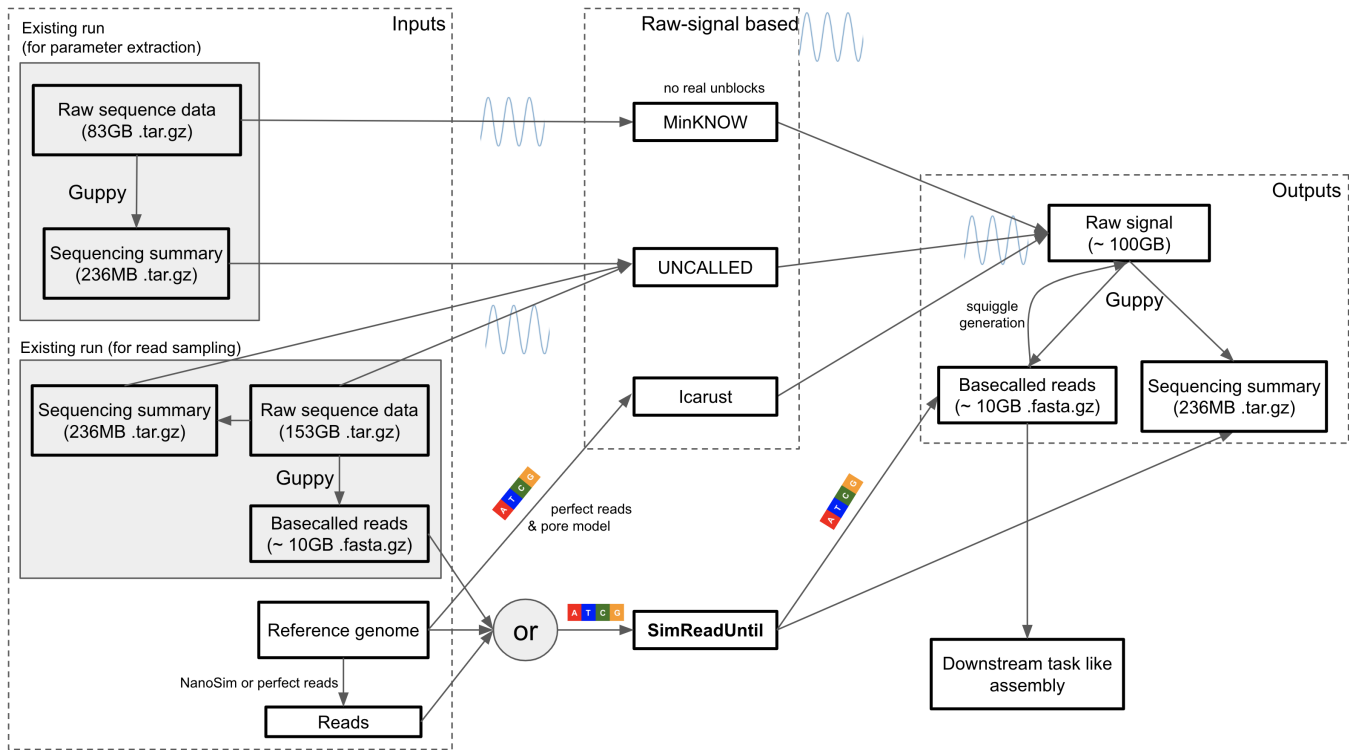 Inputs
Existing run
(for parameter extraction)
Raw sequence data
(83GB .tar.gz)
Guppy
Sequencing summary
(236MB .tar.gz)
Existing run (for read sampling)
Sequencing summary
(236MB .tar.gz)
Raw sequence data
(153GB .tar.gz)
Guppy
Basecalled reads
(~ 10GB .fasta.gz)
Reference genome
NanoSim or perfect reads
Reads
or
A T C G
A T C G
perfect reads
& pore model
Raw-signal based
no real unblocks
MinKNOW
UNCALLED
Icarust
SimReadUntil
A T C G
Outputs
Raw signal
(~ 100GB)
squiggle
generation
Guppy
Basecalled reads
(~ 10GB .fasta.gz)
Sequencing summary
(236MB .tar.gz)
Downstream task like
assembly